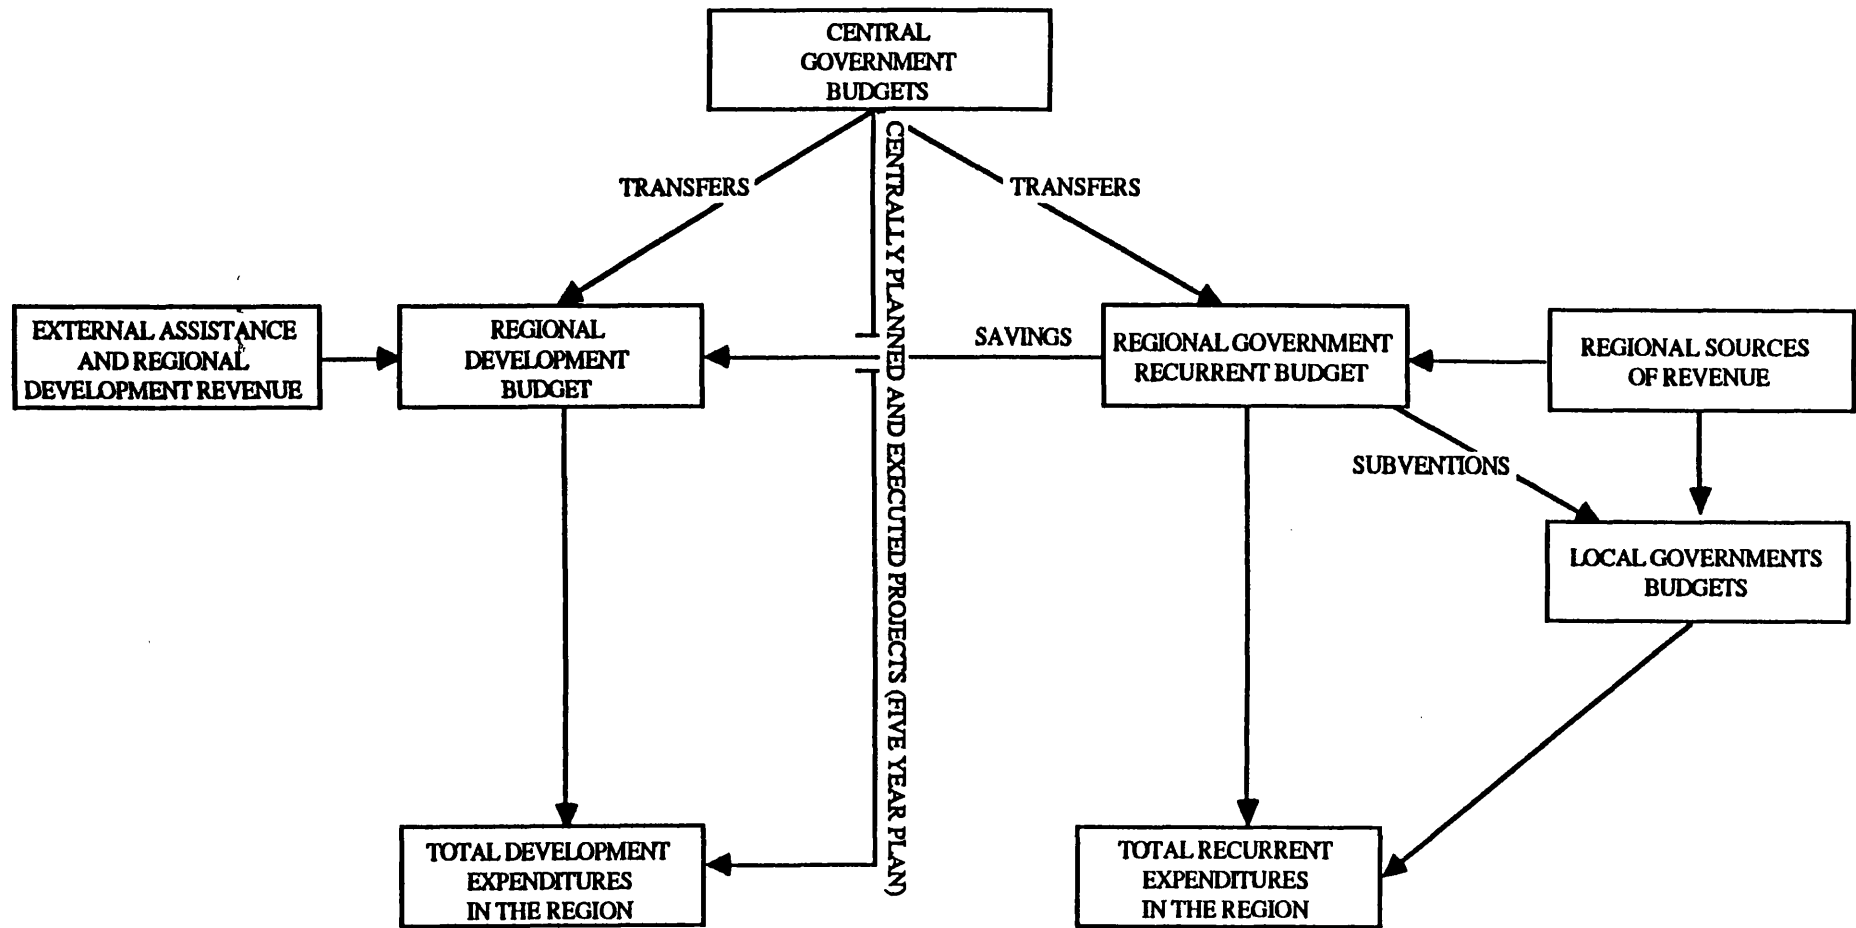 CENTRAL
GOVERNMENT
BUDGETS
TRANSFERS
TRANSFERS
CENTRALLY PLANNED AND EXECUTED PROJECTS (FIVE YEAR PLAN)
EXTERNAL ASSISTANCE
AND REGIONAL
DEVELOPMENT REVENUE
REGIONAL
DEVELOPMENT
BUDGET
SAVINGS
REGIONAL GOVERNMENT
RECURRENT BUDGET
REGIONAL SOURCES
OF REVENUE
SUBVENTIONS
LOCAL GOVERNMENTS
BUDGETS
TOTAL DEVELOPMENT
EXPENDITURES
IN THE REGION
TOTAL RECURRENT
EXPENDITURES
IN THE REGION